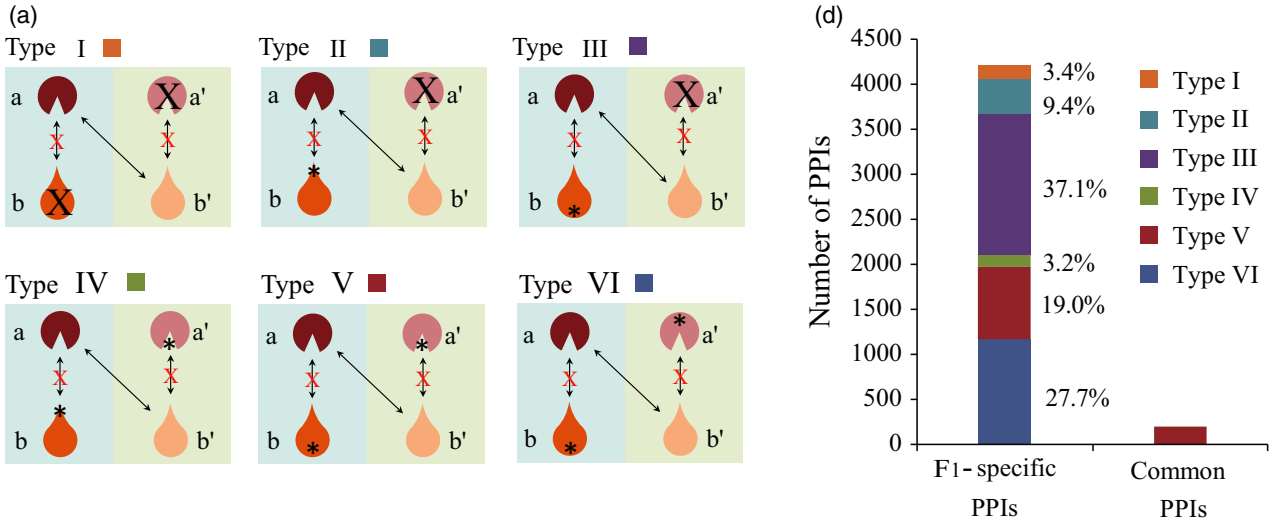 (a)
Type I
Type II
Type III
a X a'
X X
b X b'
a X a'
X X
* 
b b'
a X a'
X X
b * b'
Type IV
Type V
Type VI
a * a'
X X
*
b b'
a * a'
X X
b * b'
a * a'
X X
b * b'
(d)
Number of PPIs
4500
4000
3500
3000
2500
2000
1500
1000
500
0
3.4%
9.4%
37.1%
3.2%
19.0%
27.7%
Type I
Type II
Type III
Type IV
Type V
Type VI
F1-specific
PPIs
Common
PPIs